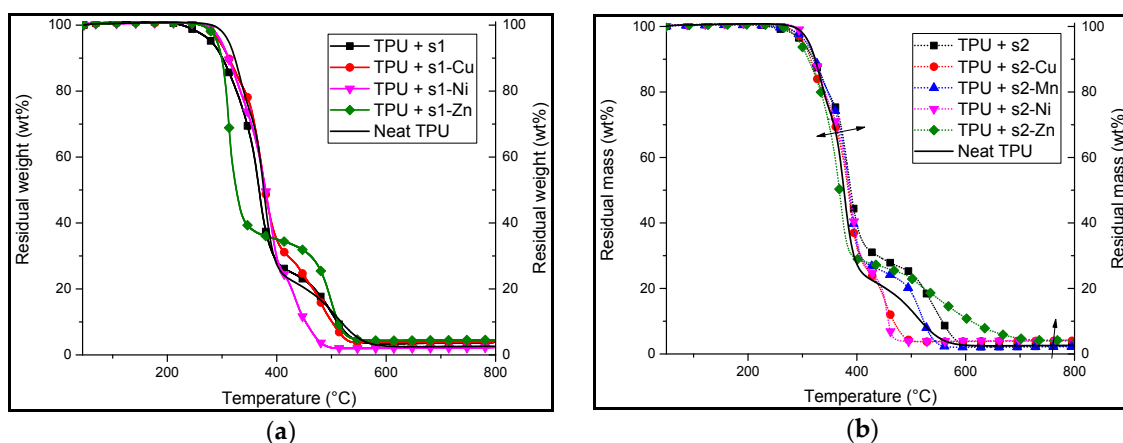 100
80
60
40
20
0
Residual weight (wt%)
200
400
600
800
Temperature (°C)
100
80
60
40
20
0
Residual weight (wt%)
TPU + s1
TPU + s1-Cu
TPU + s1-Ni
TPU + s1-Zn
Neat TPU
(a)
100
80
60
40
20
0
Residual mass (wt%)
200
400
600
800
Temperature (°C)
100
80
60
40
20
0
Residual mass (wt%)
TPU + s2
TPU + s2-Cu
TPU + s2-Mn
TPU + s2-Ni
TPU + s2-Zn
Neat TPU
(b)